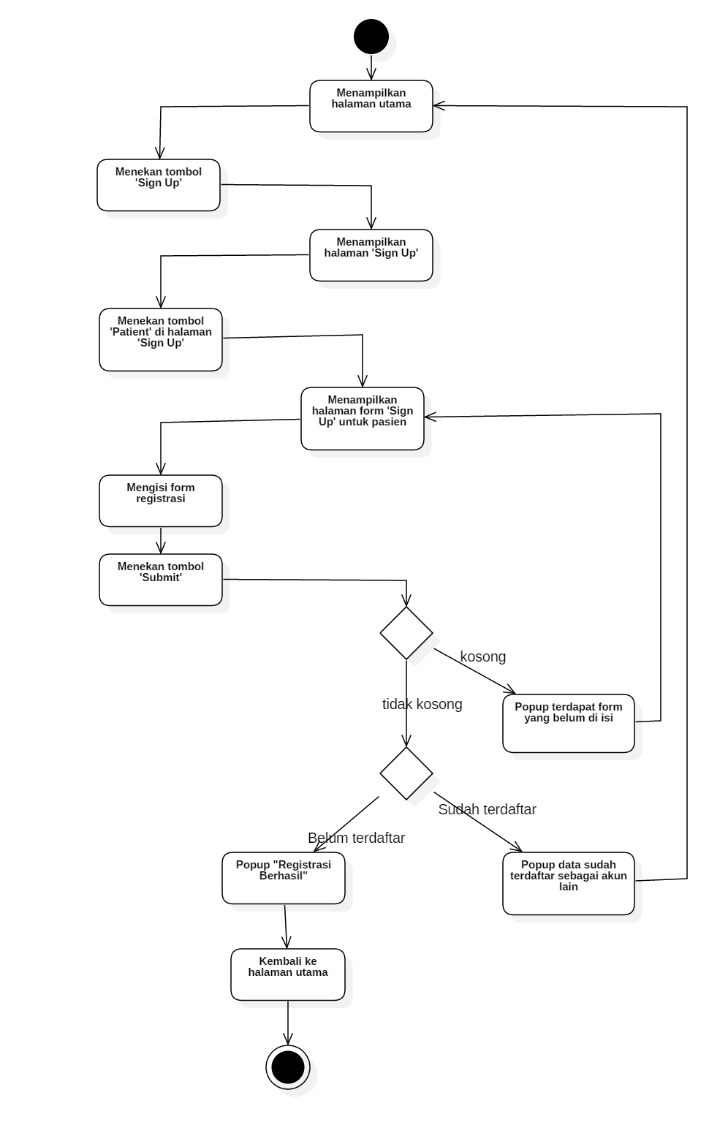 Menampilkan
halaman utama
Menekan tombol
'Sign Up'
Menampilkan
halaman 'Sign Up'
Menekan tombol
'Patient' di halaman
'Sign Up'
Menampilkan
halaman form 'Sign
Up' untuk pasien
Mengisi form
registrasi
Menekan tombol
'Submit'
kosong
tidak kosong
Popup terdapat form
yang belum di isi
Sudah terdaftar
Belum terdaftar
Popup "Registrasi
Berhasil"
Popup data sudah
terdaftar sebagai akun
lain
Kembali ke
halaman utama